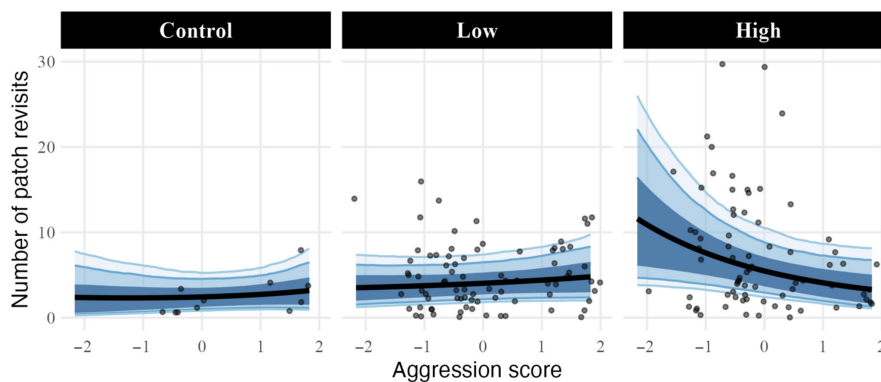 Control Low High
Number of patch revisits
30
20
10
0
−2 −1 0 1 2 −2 −1 0 1 2 −2 −1 0 1 2
Aggression score